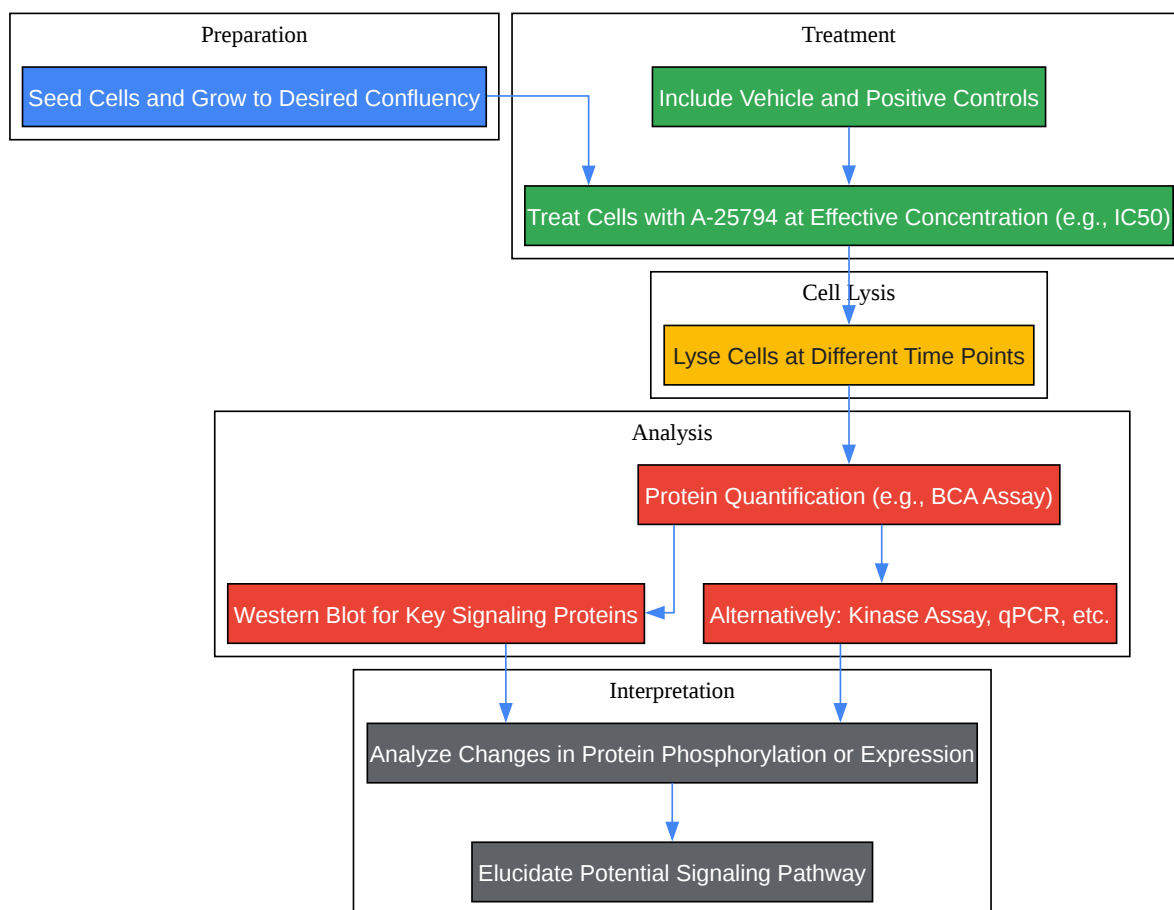 Preparation
Seed Cells and Grow to Desired Confluency
Treatment
Include Vehicle and Positive Controls
Treat Cells with A-25794 at Effective Concentration (e.g., IC50)
Cell Lysis
Lyse Cells at Different Time Points
Analysis
Protein Quantification (e.g., BCA Assay)
Western Blot for Key Signaling Proteins
Alternatively: Kinase Assay, qPCR, etc.
Interpretation
Analyze Changes in Protein Phosphorylation or Expression
Elucidate Potential Signaling Pathway